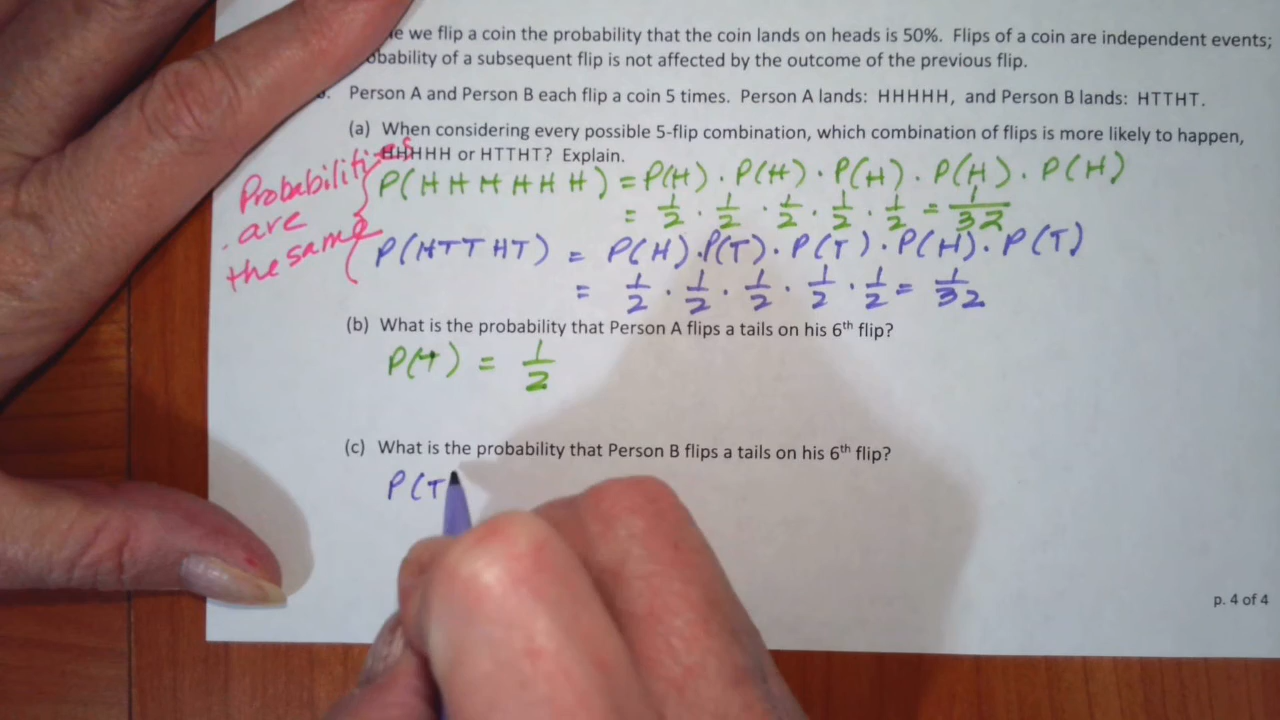 e we flip a coin the probability that the coin lands on heads is 50%. Flips of a coin are independent events;
obability of a subsequent flip is not affected by the outcome of the previous flip.
Person A and Person B each flip a coin 5 times. Person A lands: HHHHH, and Person B lands: HTTHT.
(a) When considering every possible 5-flip combination, which combination of flips is more likely to happen,
HHHHH or HTTHT? Explain.
Probabilities
are
the same
P(HHHHHH) = P(H) · P(H) · P(H) · P(H) · P(H)
= 1/2 · 1/2 · 1/2 · 1/2 · 1/2 = 1/32
P(HTTHT) = P(H) · P(T) · P(T) · P(H) · P(T)
= 1/2 · 1/2 · 1/2 · 1/2 · 1/2 = 1/32
(b) What is the probability that Person A flips a tails on his 6th flip?
P(T) = 1/2
(c) What is the probability that Person B flips a tails on his 6th flip?
P(T
p. 4 of 4